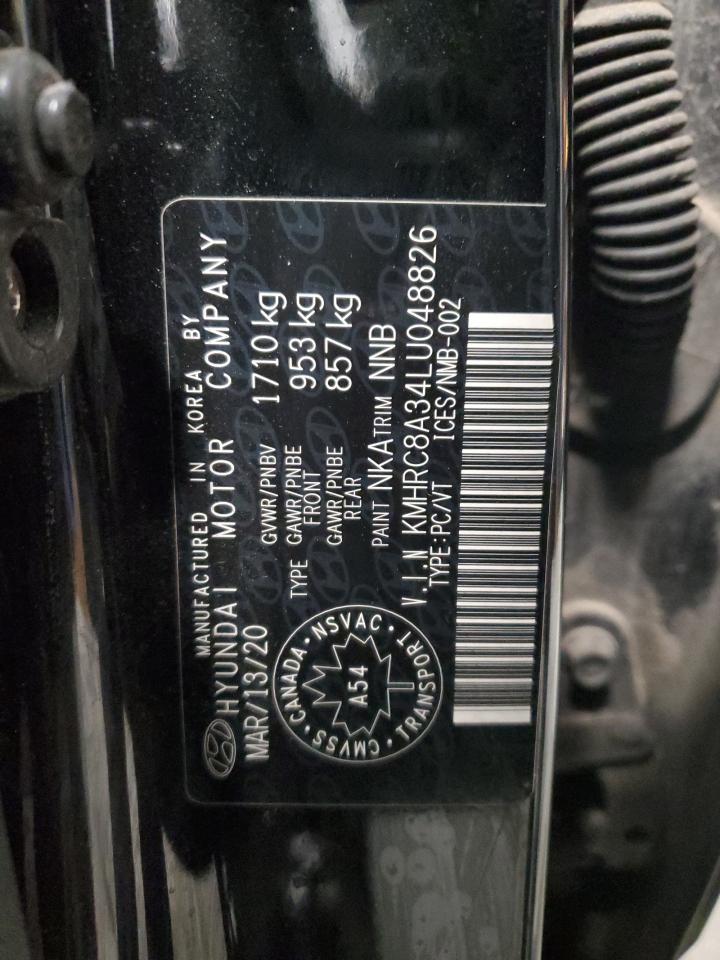 MANUFACTURED IN KOREA BY
HYUNDAI MOTOR COMPANY
MAR/13/20
GVWR/PNBV 1710 kg
TYPE GAWR/PNBE FRONT 953 kg
GAWR/PNBE REAR 857 kg
PAINT NKA TRIM NNB
V.I.N KMHRC8A34LU048826
TYPE:PC/VT ICES/NMB-002
CANADA · NSVAC · TRANSPORT · CMVSS ·
A54